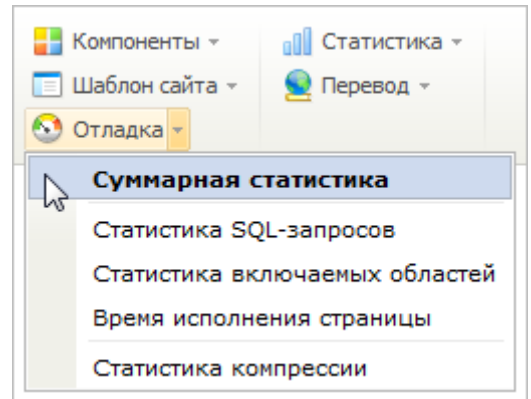 Компоненты
Статистика
Шаблон сайта
Перевод
Отладка
Суммарная статистика
Статистика SQL-запросов
Статистика включаемых областей
Время исполнения страницы
Статистика компрессии